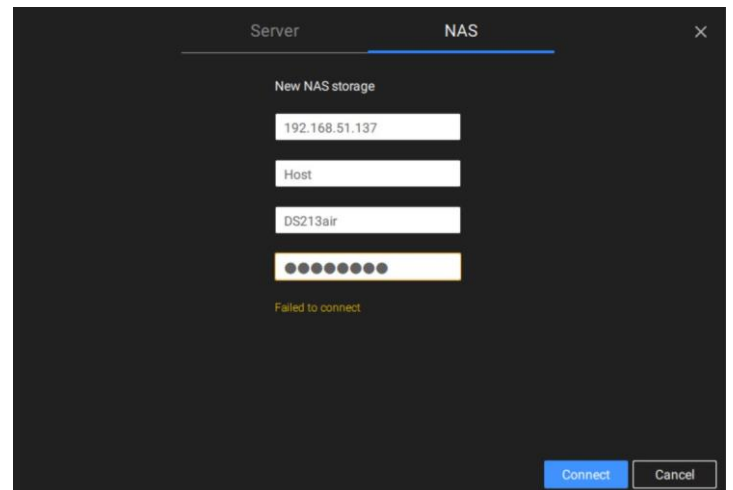 Server
NAS
New NAS storage
192.168.51.137
Host
DS213air
Failed to connect
Connect
Cancel